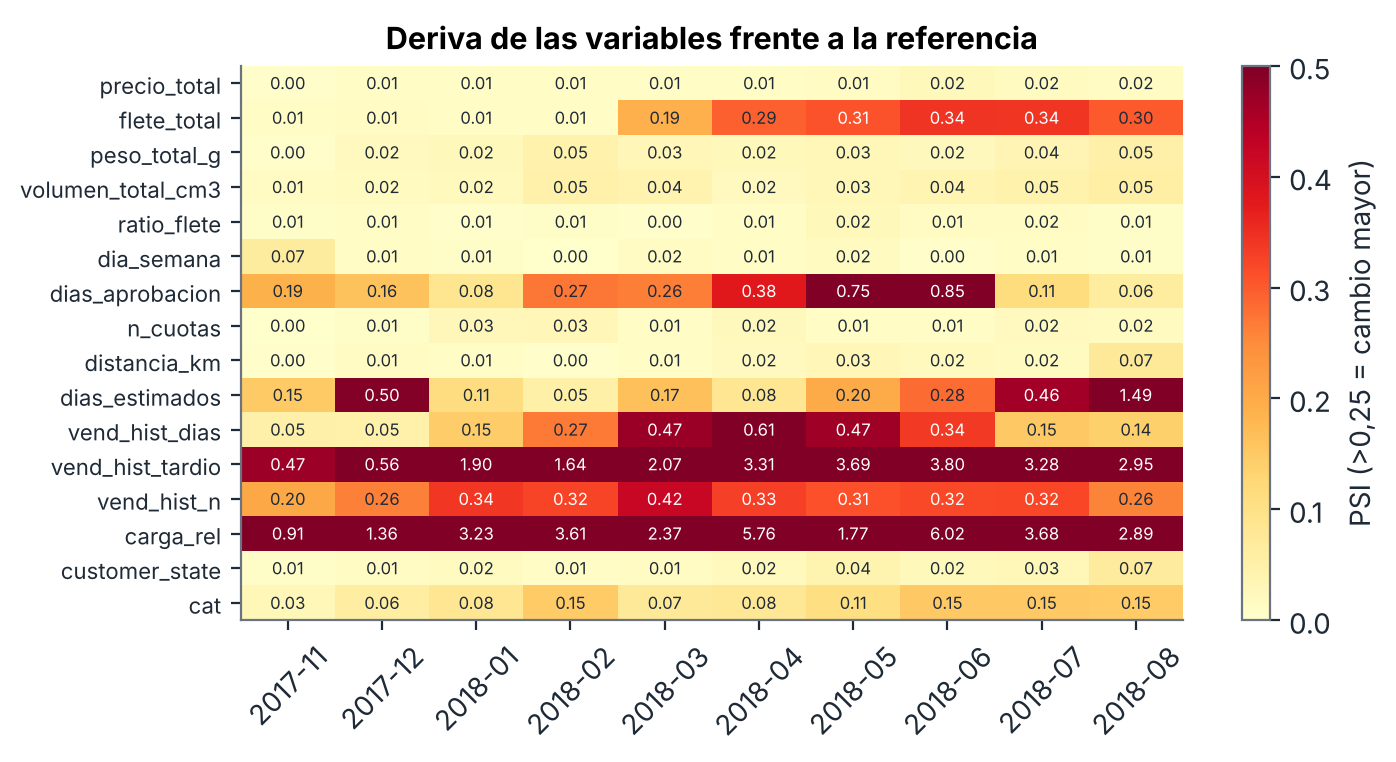 Deriva de las variables frente a la referencia
precio_total 0.00 0.01 0.01 0.01 0.01 0.01 0.01 0.02 0.02 0.02
flete_total 0.01 0.01 0.01 0.01 0.19 0.29 0.31 0.34 0.34 0.30
peso_total_g 0.00 0.02 0.02 0.05 0.03 0.02 0.03 0.02 0.04 0.05
volumen_total_cm3 0.01 0.02 0.02 0.05 0.04 0.02 0.03 0.04 0.05 0.05
ratio_flete 0.01 0.01 0.01 0.01 0.00 0.01 0.02 0.01 0.02 0.01
dia_semana 0.07 0.01 0.01 0.00 0.02 0.01 0.02 0.00 0.01 0.01
dias_aprobacion 0.19 0.16 0.08 0.27 0.26 0.38 0.75 0.85 0.11 0.06
n_cuotas 0.00 0.01 0.03 0.03 0.01 0.02 0.01 0.01 0.02 0.02
distancia_km 0.00 0.01 0.01 0.00 0.01 0.02 0.03 0.02 0.02 0.07
dias_estimados 0.15 0.50 0.11 0.05 0.17 0.08 0.20 0.28 0.46 1.49
vend_hist_dias 0.05 0.05 0.15 0.27 0.47 0.61 0.47 0.34 0.15 0.14
vend_hist_tardio 0.47 0.56 1.90 1.64 2.07 3.31 3.69 3.80 3.28 2.95
vend_hist_n 0.20 0.26 0.34 0.32 0.42 0.33 0.31 0.32 0.32 0.26
carga_rel 0.91 1.36 3.23 3.61 2.37 5.76 1.77 6.02 3.68 2.89
customer_state 0.01 0.01 0.02 0.01 0.01 0.02 0.04 0.02 0.03 0.07
cat 0.03 0.06 0.08 0.15 0.07 0.08 0.11 0.15 0.15 0.15
2017-11 2017-12 2018-01 2018-02 2018-03 2018-04 2018-05 2018-06 2018-07 2018-08
0.5
0.4
0.3
0.2
0.1
0.0
PSI (>0,25 = cambio mayor)